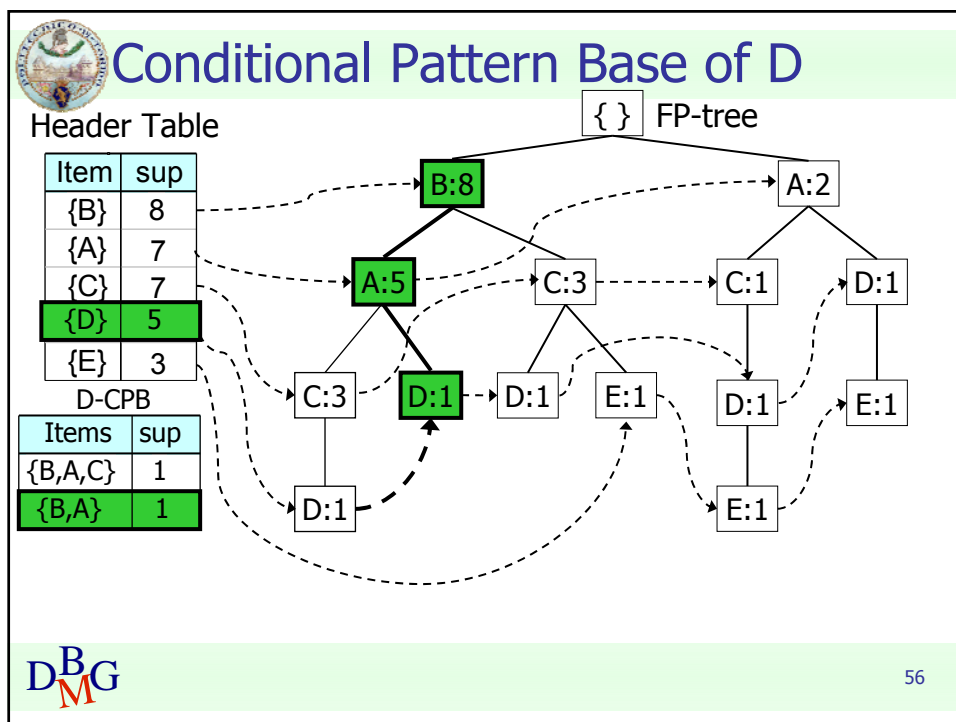 Conditional Pattern Base of D
Header Table
{ } FP-tree
Item sup
{B} 8
{A} 7
{C} 7
{D} 5
{E} 3
B:8 A:2
A:5 C:3 C:1 D:1
C:3 D:1 D:1 E:1 D:1 E:1
D:1 E:1
D-CPB
Items sup
{B,A,C} 1
{B,A} 1
DBMG
56